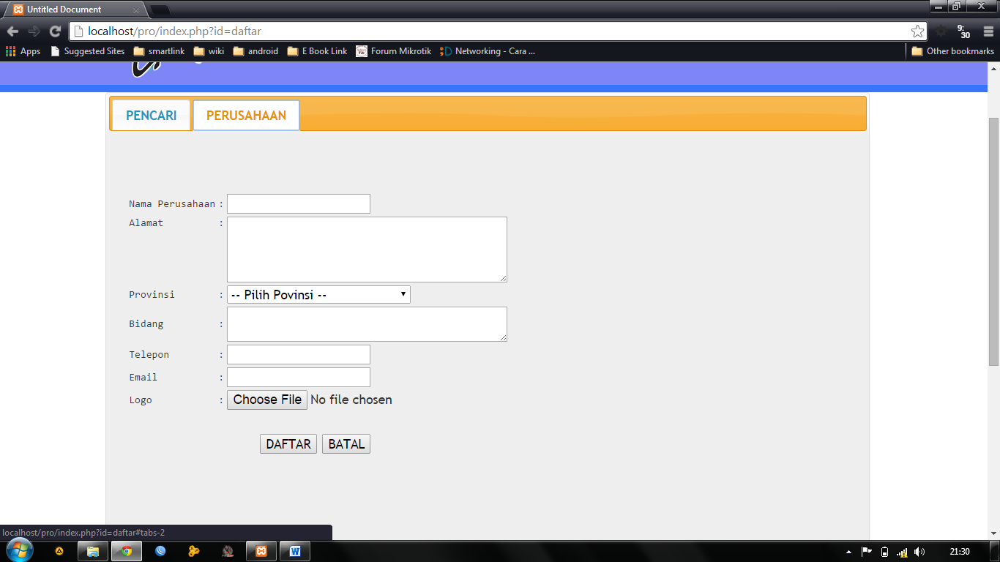 Untitled Document
localhost/pro/index.php?id=daftar
9:
30
Apps Suggested Sites smartlink wiki android E Book Link Forum Mikrotik Networking - Cara ... Other bookmarks
PENCARI PERUSAHAAN
Nama Perusahaan :
Alamat :
Provinsi : -- Pilih Povinsi --
Bidang :
Telepon :
Email :
Logo : Choose File No file chosen
DAFTAR BATAL
localhost/pro/index.php?id=daftar#tabs-2
21:30